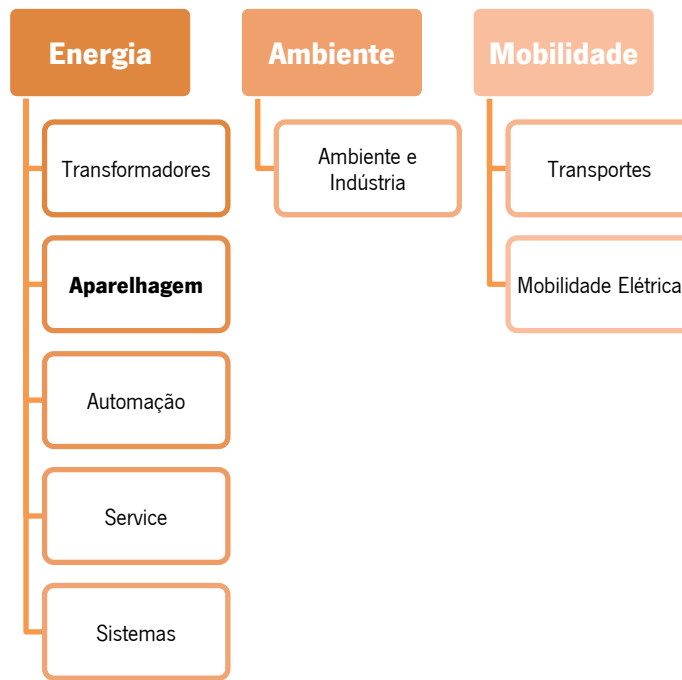 Energia
Transformadores
Aparelhagem
Automação
Service
Sistemas
Ambiente
Ambiente e
Indústria
Mobilidade
Transportes
Mobilidade Elétrica